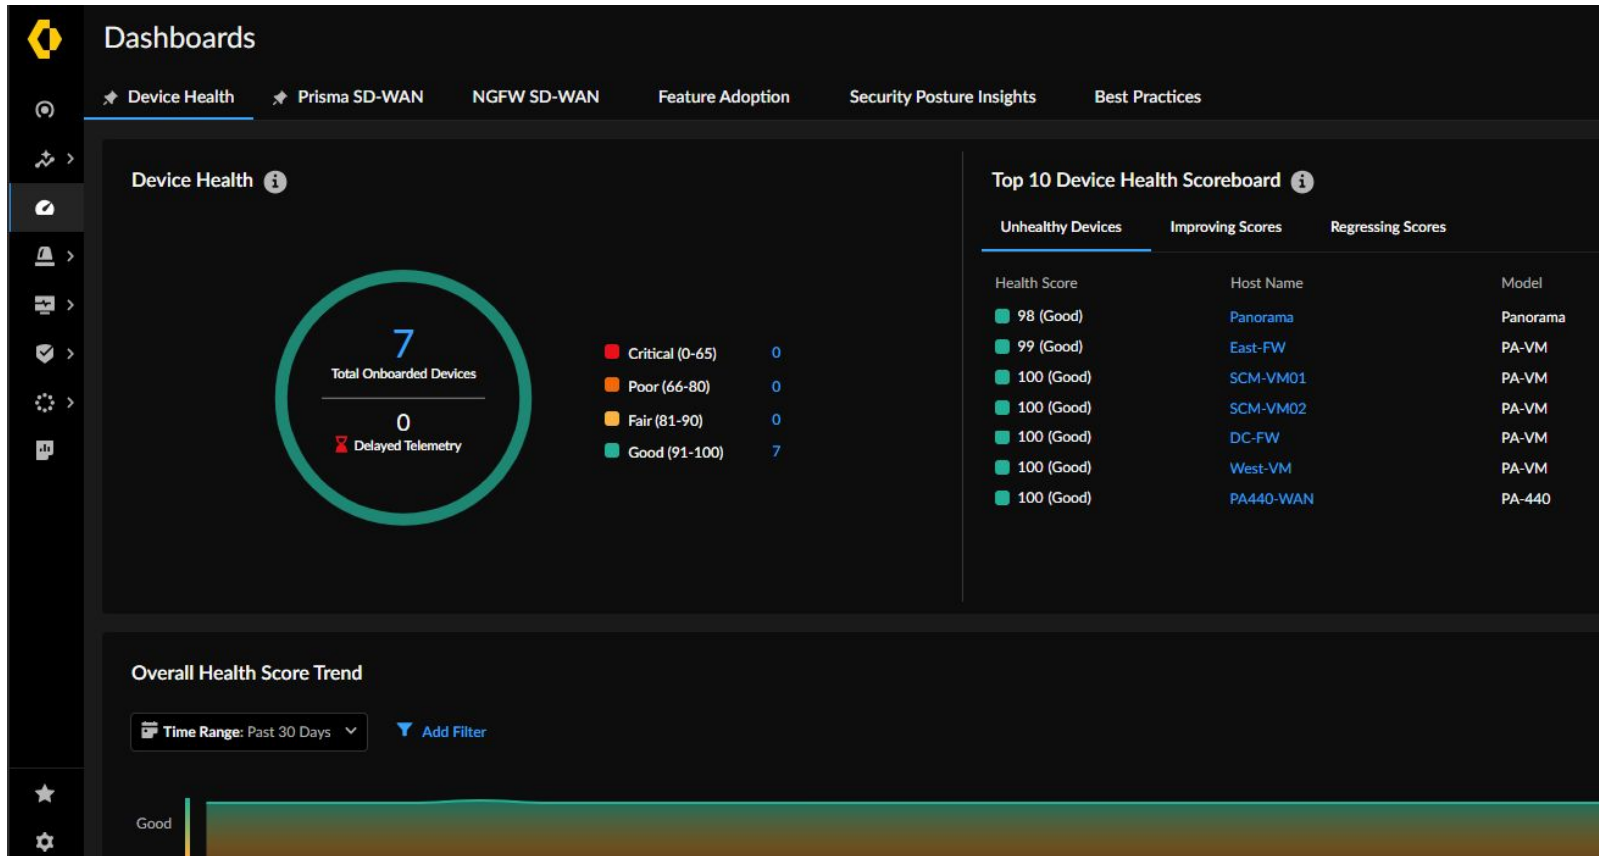 Dashboards
Device Health
Prisma SD-WAN
NGFW SD-WAN
Feature Adoption
Security Posture Insights
Best Practices
Device Health
7
Total Onboarded Devices
0
Delayed Telemetry
Critical (0-65) 0
Poor (66-80) 0
Fair (81-90) 0
Good (91-100) 7
Top 10 Device Health Scoreboard
Unhealthy Devices Improving Scores Regressing Scores
Health Score Host Name Model
98 (Good) Panorama Panorama
99 (Good) East-FW PA-VM
100 (Good) SCM-VM01 PA-VM
100 (Good) SCM-VM02 PA-VM
100 (Good) DC-FW PA-VM
100 (Good) West-VM PA-VM
100 (Good) PA440-WAN PA-440
Overall Health Score Trend
Time Range: Past 30 Days Add Filter
Good